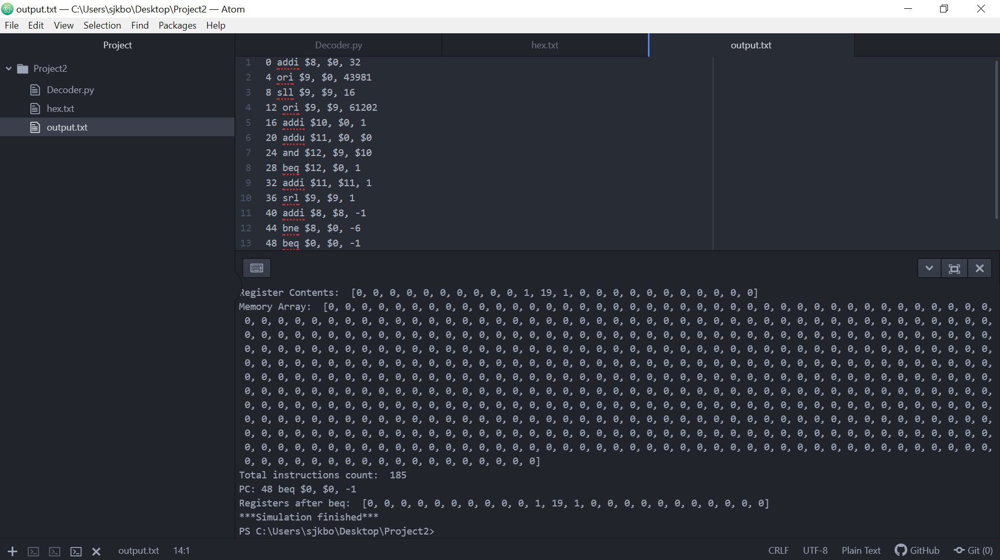 output.txt — C:\Users\sjkbo\Desktop\Project2 — Atom
File Edit View Selection Find Packages Help
Project
Decoder.py
hex.txt
output.txt
Project2
Decoder.py
hex.txt
output.txt
1 0 addi $8, $0, 32
2 4 ori $9, $0, 43981
3 8 sll $9, $9, 16
4 12 ori $9, $9, 61202
5 16 addi $10, $0, 1
6 20 addu $11, $0, $0
7 24 and $12, $9, $10
8 28 beq $12, $0, 1
9 32 addi $11, $11, 1
10 36 srl $9, $9, 1
11 40 addi $8, $8, -1
12 44 bne $8, $0, -6
13 48 beq $0, $0, -1
Register Contents:  [0, 0, 0, 0, 0, 0, 0, 0, 0, 0, 1, 19, 1, 0, 0, 0, 0, 0, 0, 0, 0, 0, 0, 0]
Memory Array:  [0, 0, 0, 0, 0, 0, 0, 0, 0, 0, 0, 0, 0, 0, 0, 0, 0, 0, 0, 0, 0, 0, 0, 0, 0, 0, 0, 0, 0, 0, 0, 0, 0, 0, 0, 0, 0, 0, 0, 0,
0, 0, 0, 0, 0, 0, 0, 0, 0, 0, 0, 0, 0, 0, 0, 0, 0, 0, 0, 0, 0, 0, 0, 0, 0, 0, 0, 0, 0, 0, 0, 0, 0, 0, 0, 0, 0, 0, 0, 0, 0, 0, 0, 0, 0,
0, 0, 0, 0, 0, 0, 0, 0, 0, 0, 0, 0, 0, 0, 0, 0, 0, 0, 0, 0, 0, 0, 0, 0, 0, 0, 0, 0, 0, 0, 0, 0, 0, 0, 0, 0, 0, 0, 0, 0, 0, 0, 0, 0, 0,
0, 0, 0, 0, 0, 0, 0, 0, 0, 0, 0, 0, 0, 0, 0, 0, 0, 0, 0, 0, 0, 0, 0, 0, 0, 0, 0, 0, 0, 0, 0, 0, 0, 0, 0, 0, 0, 0, 0, 0, 0, 0, 0, 0, 0,
0, 0, 0, 0, 0, 0, 0, 0, 0, 0, 0, 0, 0, 0, 0, 0, 0, 0, 0, 0, 0, 0, 0, 0, 0, 0, 0, 0, 0, 0, 0, 0, 0, 0, 0, 0, 0, 0, 0, 0, 0, 0, 0, 0, 0,
0, 0, 0, 0, 0, 0, 0, 0, 0, 0, 0, 0, 0, 0, 0, 0, 0, 0, 0, 0, 0, 0, 0, 0, 0, 0, 0, 0, 0, 0, 0, 0, 0, 0, 0, 0, 0, 0, 0, 0, 0, 0, 0, 0, 0,
0, 0, 0, 0, 0, 0, 0, 0, 0, 0, 0, 0, 0, 0, 0, 0, 0, 0, 0, 0, 0, 0, 0, 0, 0, 0, 0, 0, 0, 0, 0, 0, 0, 0, 0, 0, 0, 0, 0, 0, 0, 0, 0, 0, 0,
0, 0, 0, 0, 0, 0, 0, 0, 0, 0, 0, 0, 0, 0, 0, 0, 0, 0, 0, 0, 0, 0, 0, 0, 0, 0, 0, 0, 0, 0, 0, 0, 0, 0, 0, 0, 0, 0, 0, 0, 0, 0, 0, 0, 0,
0, 0, 0, 0, 0, 0, 0, 0, 0, 0, 0, 0, 0, 0, 0, 0, 0, 0, 0, 0, 0, 0, 0, 0, 0, 0, 0, 0, 0, 0, 0, 0, 0, 0, 0, 0, 0, 0, 0, 0, 0, 0, 0, 0, 0,
0, 0, 0, 0, 0, 0, 0, 0, 0, 0, 0, 0, 0, 0, 0, 0, 0, 0, 0, 0, 0, 0, 0, 0, 0, 0, 0, 0, 0, 0, 0, 0, 0, 0, 0, 0, 0, 0, 0, 0, 0, 0, 0, 0, 0,
0, 0, 0, 0, 0, 0, 0, 0, 0, 0, 0, 0, 0, 0, 0, 0, 0, 0, 0, 0, 0, 0, 0, 0, 0, 0, 0, 0, 0, 0, 0, 0, 0, 0, 0, 0, 0, 0, 0, 0, 0, 0, 0, 0, 0,
0, 0, 0, 0, 0, 0, 0, 0, 0, 0, 0, 0, 0, 0, 0, 0, 0, 0]
Total instructions count:  185
PC: 48 beq $0, $0, -1
Registers after beq:  [0, 0, 0, 0, 0, 0, 0, 0, 0, 0, 1, 19, 1, 0, 0, 0, 0, 0, 0, 0, 0, 0, 0, 0]
***Simulation finished***
PS C:\Users\sjkbo\Desktop\Project2>
output.txt 14:1 CRLF UTF-8 Plain Text GitHub Git (0)